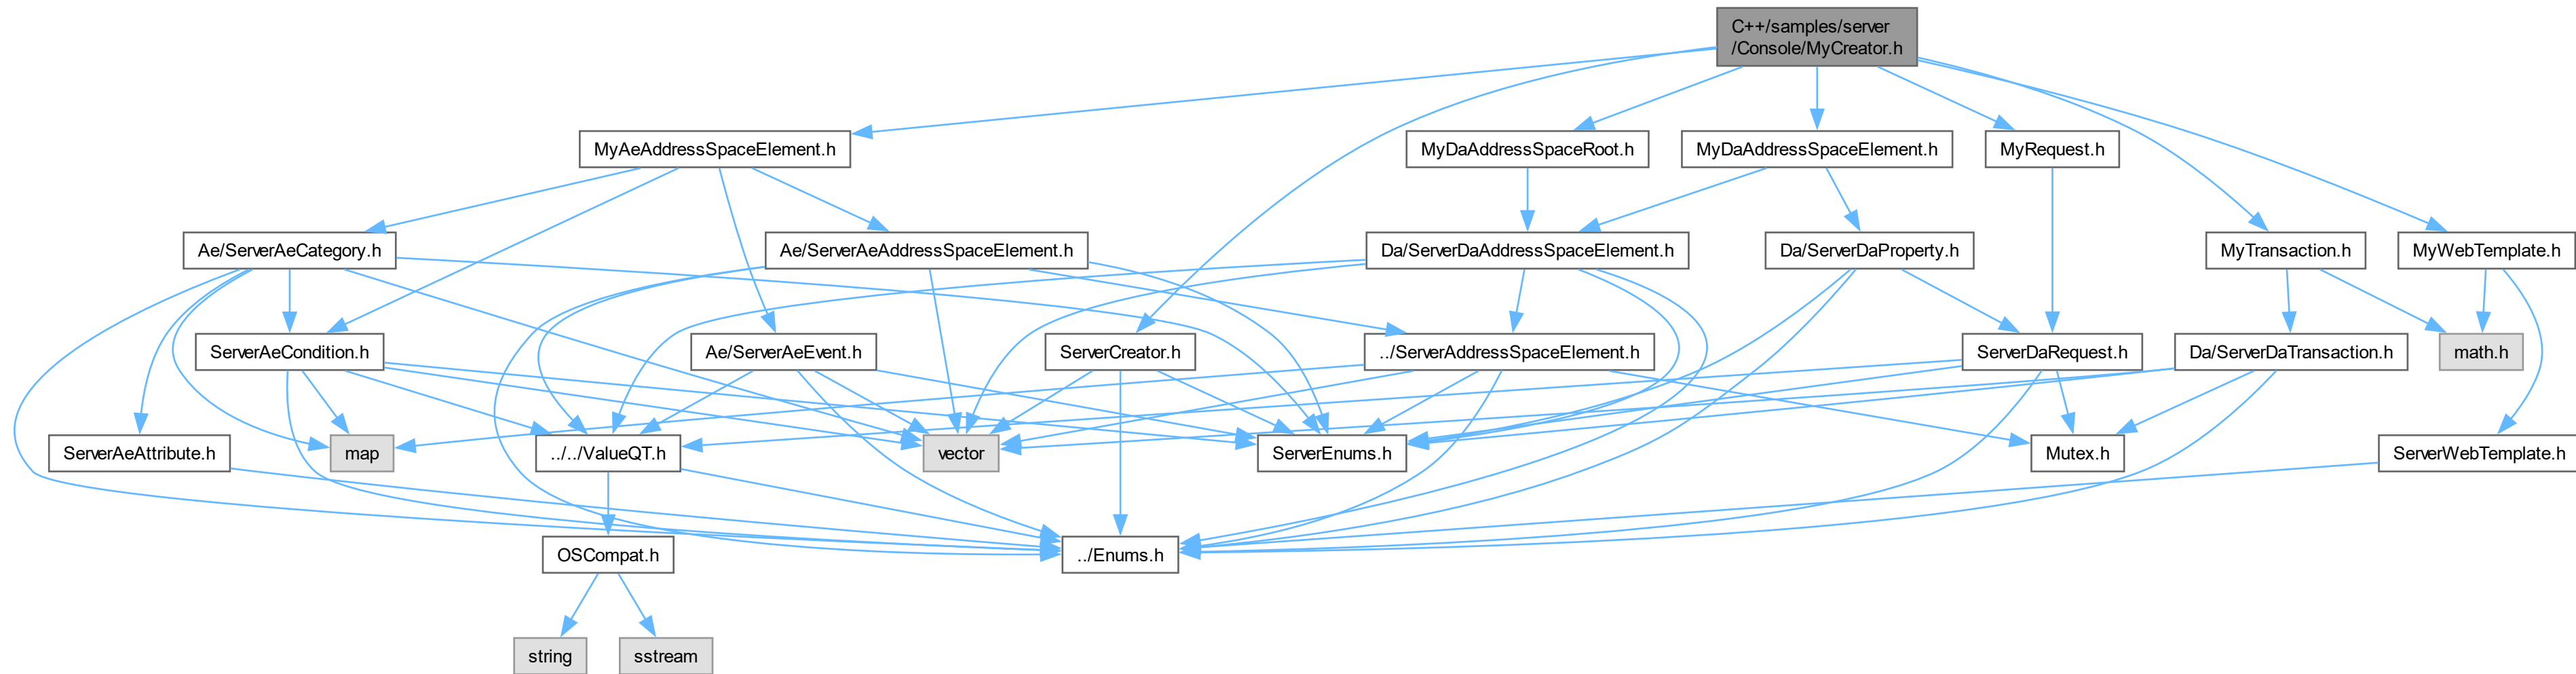 C++/samples/server
/Console/MyCreator.h
MyAeAddressSpaceElement.h
MyDaAddressSpaceRoot.h
MyDaAddressSpaceElement.h
MyRequest.h
Ae/ServerAeCategory.h
Ae/ServerAeAddressSpaceElement.h
Da/ServerDaAddressSpaceElement.h
Da/ServerDaProperty.h
MyTransaction.h
MyWebTemplate.h
ServerAeCondition.h
Ae/ServerAeEvent.h
ServerCreator.h
../ServerAddressSpaceElement.h
ServerDaRequest.h
Da/ServerDaTransaction.h
math.h
ServerAeAttribute.h
map
../../ValueQT.h
vector
ServerEnums.h
Mutex.h
ServerWebTemplate.h
OSCompat.h
../Enums.h
string
sstream